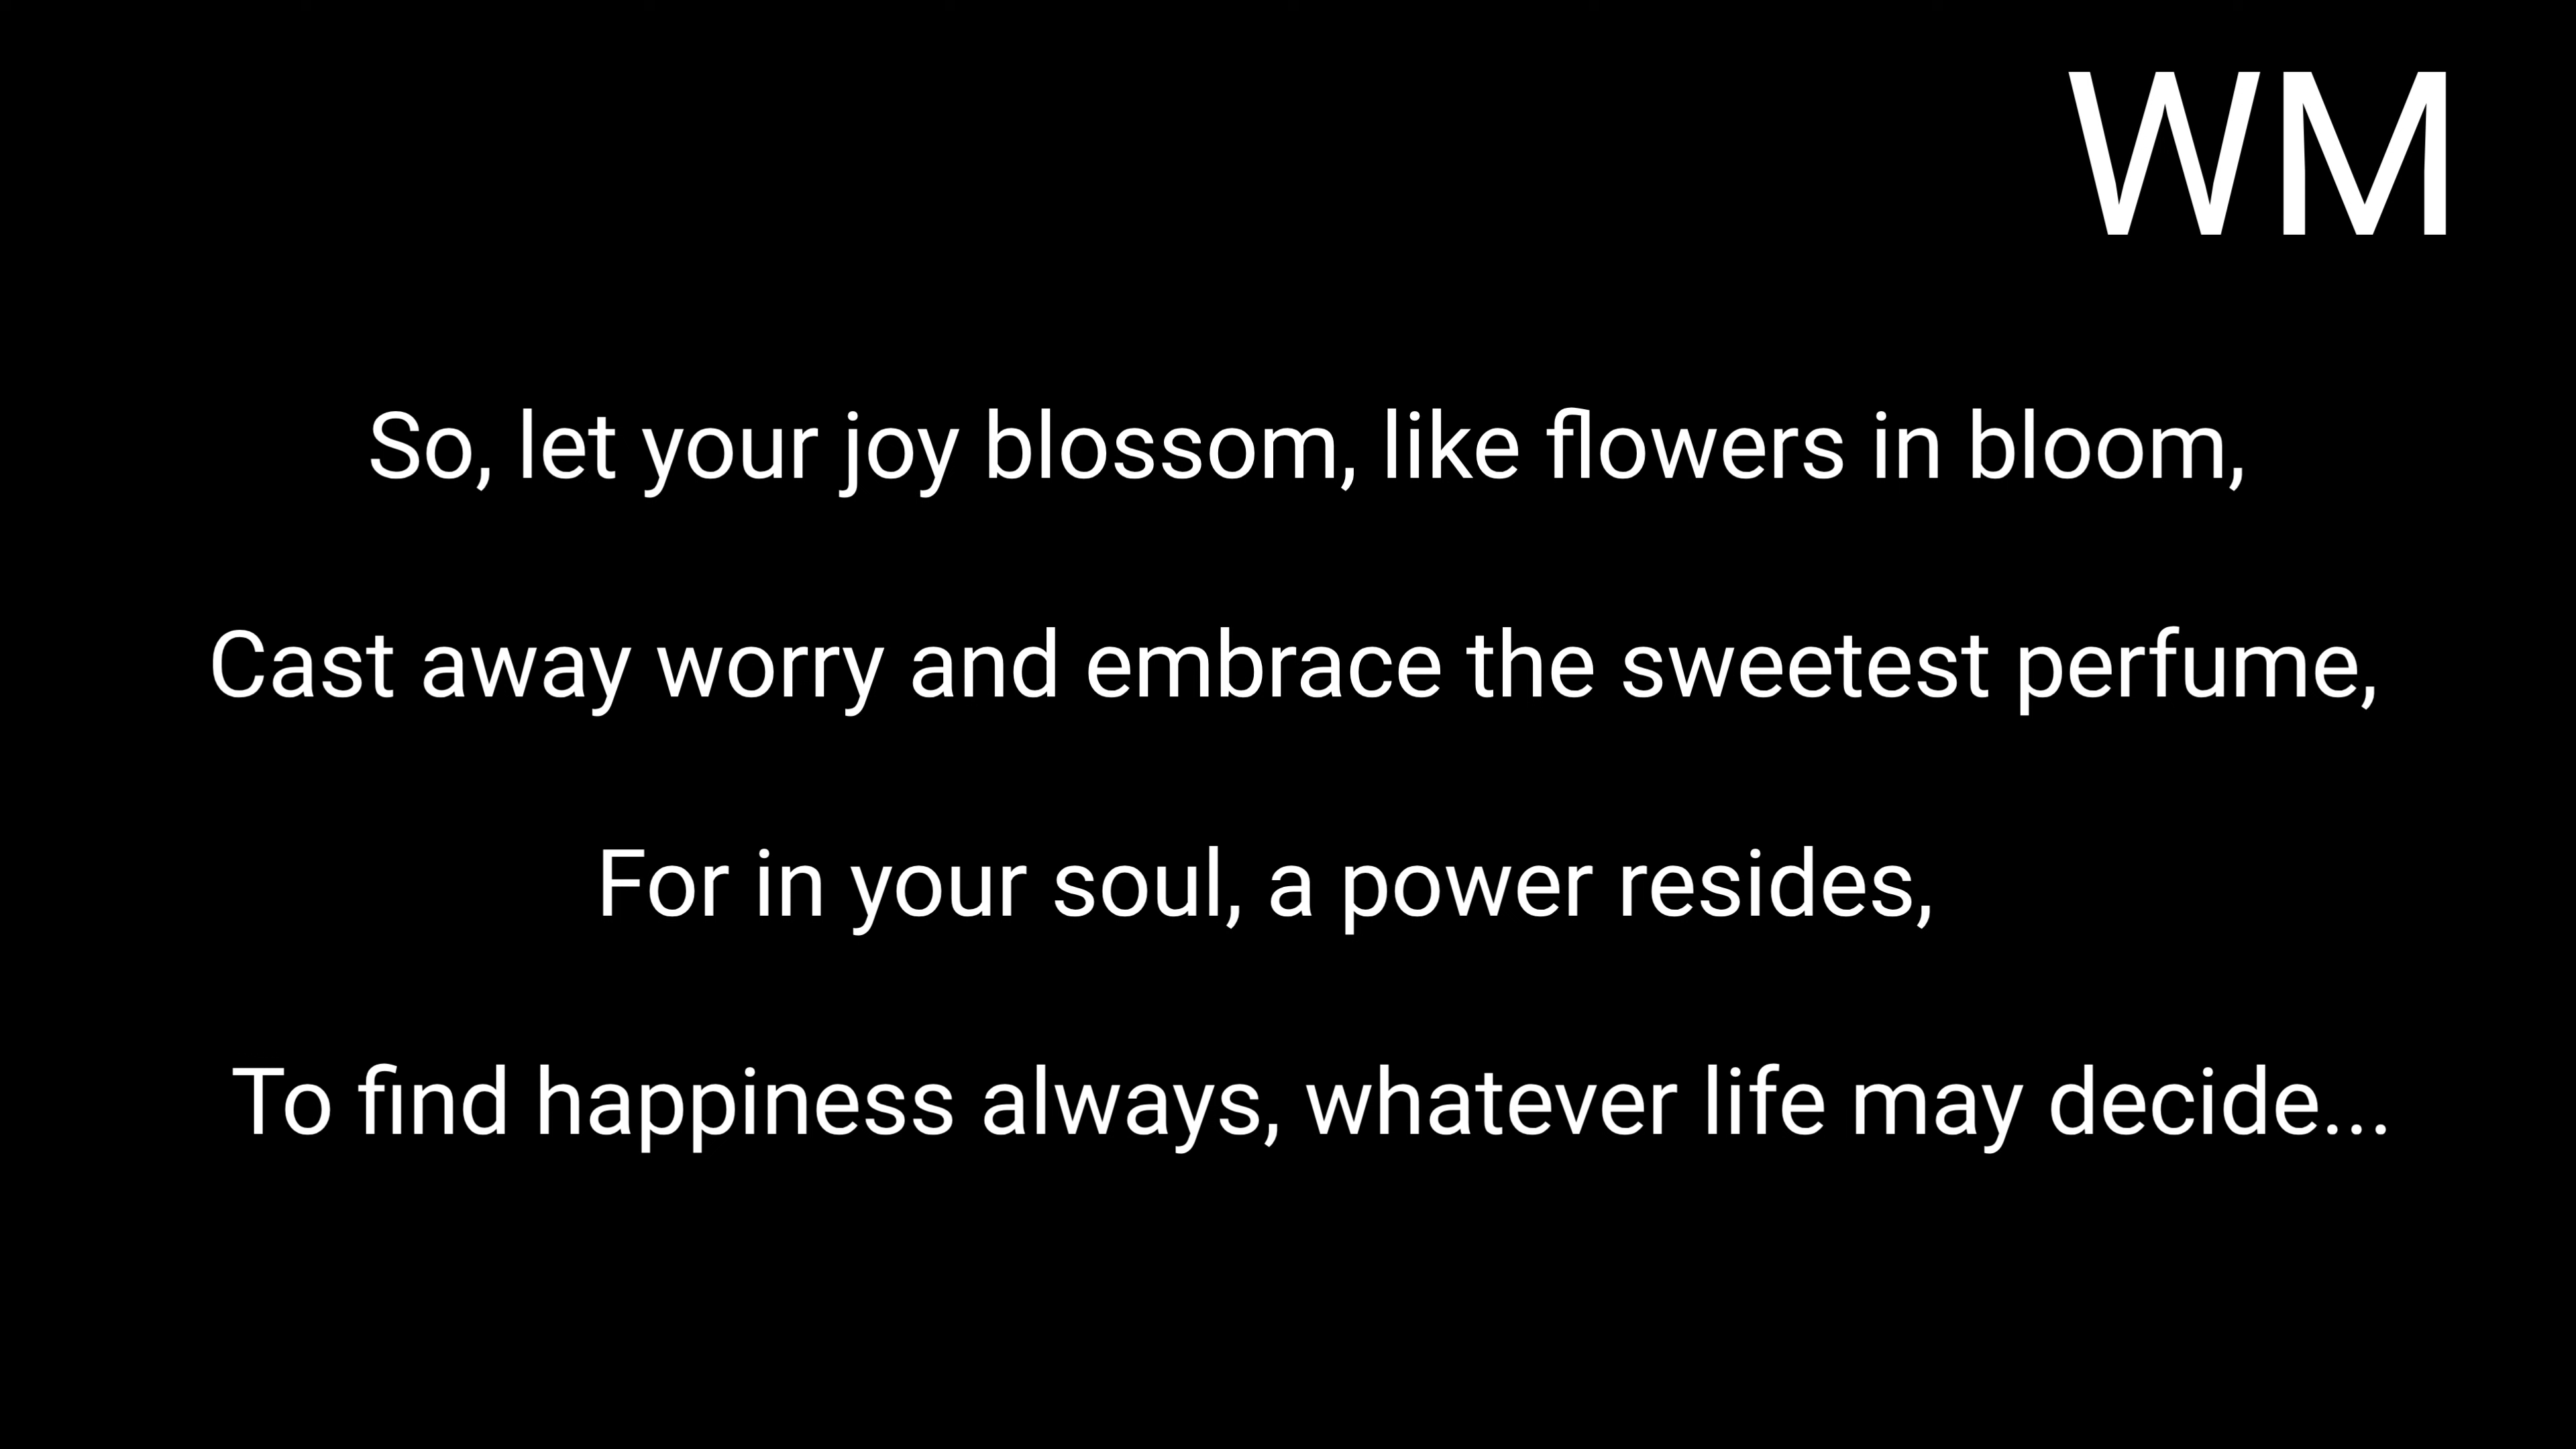 WM
So, let your joy blossom, like flowers in bloom,
Cast away worry and embrace the sweetest perfume,
For in your soul, a power resides,
To find happiness always, whatever life may decide...